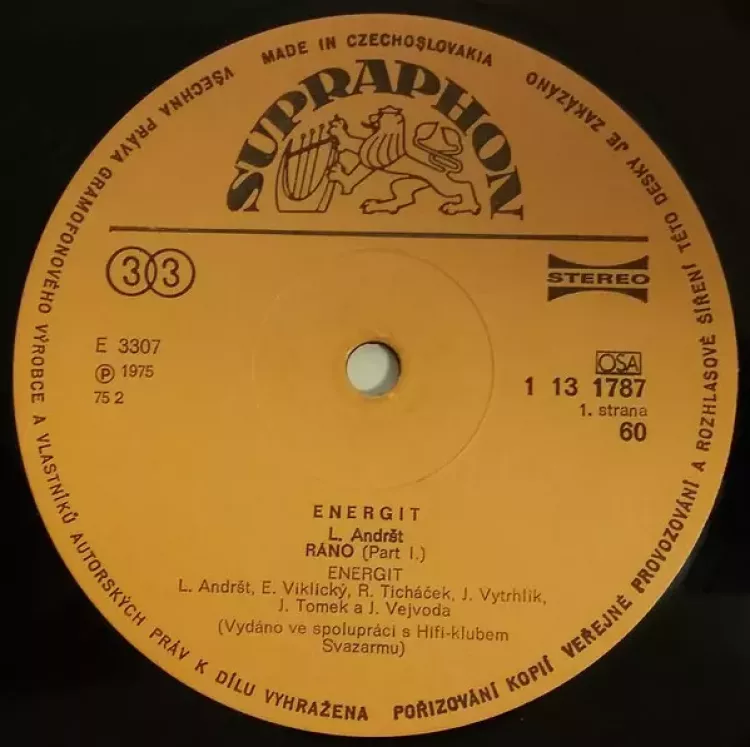 MADE IN CZECHOSLOVAKIA
VŠECHNA PRÁVA GRAMOFONOVÉHO VÝROBCE A VLASTNÍKŮ AUTORSKÝCH PRÁV K DÍLU VYHRAŽENA POŘIZOVÁNÍ KOPIÍ VEŘEJNÉ PROVOZOVÁNÍ A ROZHLASOVÉ ŠÍŘENÍ TÉTO DESKY JE ZAKÁZÁNO
SUPRAPHON
33
STEREO
E 3307
Ⓟ 1975
75 2
OSA
1 13 1787
1. strana
60
ENERGIT
L. Andršt
RÁNO (Part I.)
ENERGIT
L. Andršt, E. Viklický, R. Ticháček, J. Vytrhlík,
J. Tomek a J. Vejvoda
(Vydáno ve spolupráci s Hifi-klubem
Svazarmu)